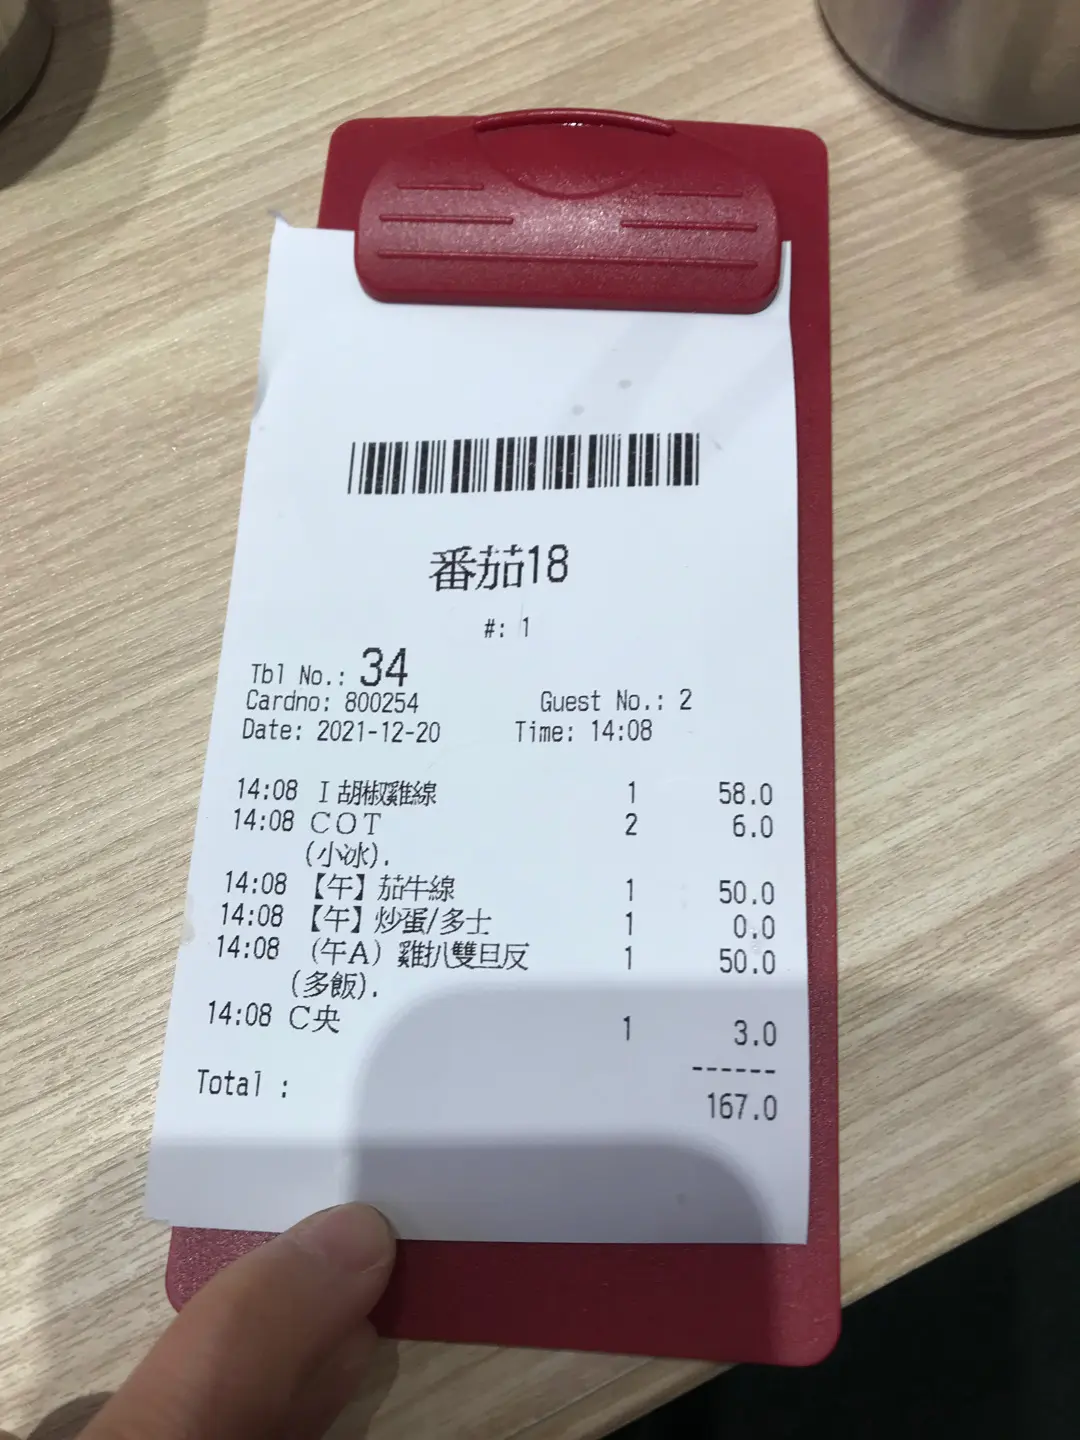 番茄18
#: 1
Tbl No.: 34
Cardno: 800254 Guest No.: 2
Date: 2021-12-20 Time: 14:08
14:08 I 胡椒雞線 1 58.0
14:08 COT 2 6.0
(小冰).
14:08 【午】茄牛線 1 50.0
14:08 【午】炒蛋/多士 1 0.0
14:08 (午A) 雞扒雙旦反 1 50.0
(多飯).
14:08 C央 1 3.0
------
Total : 167.0